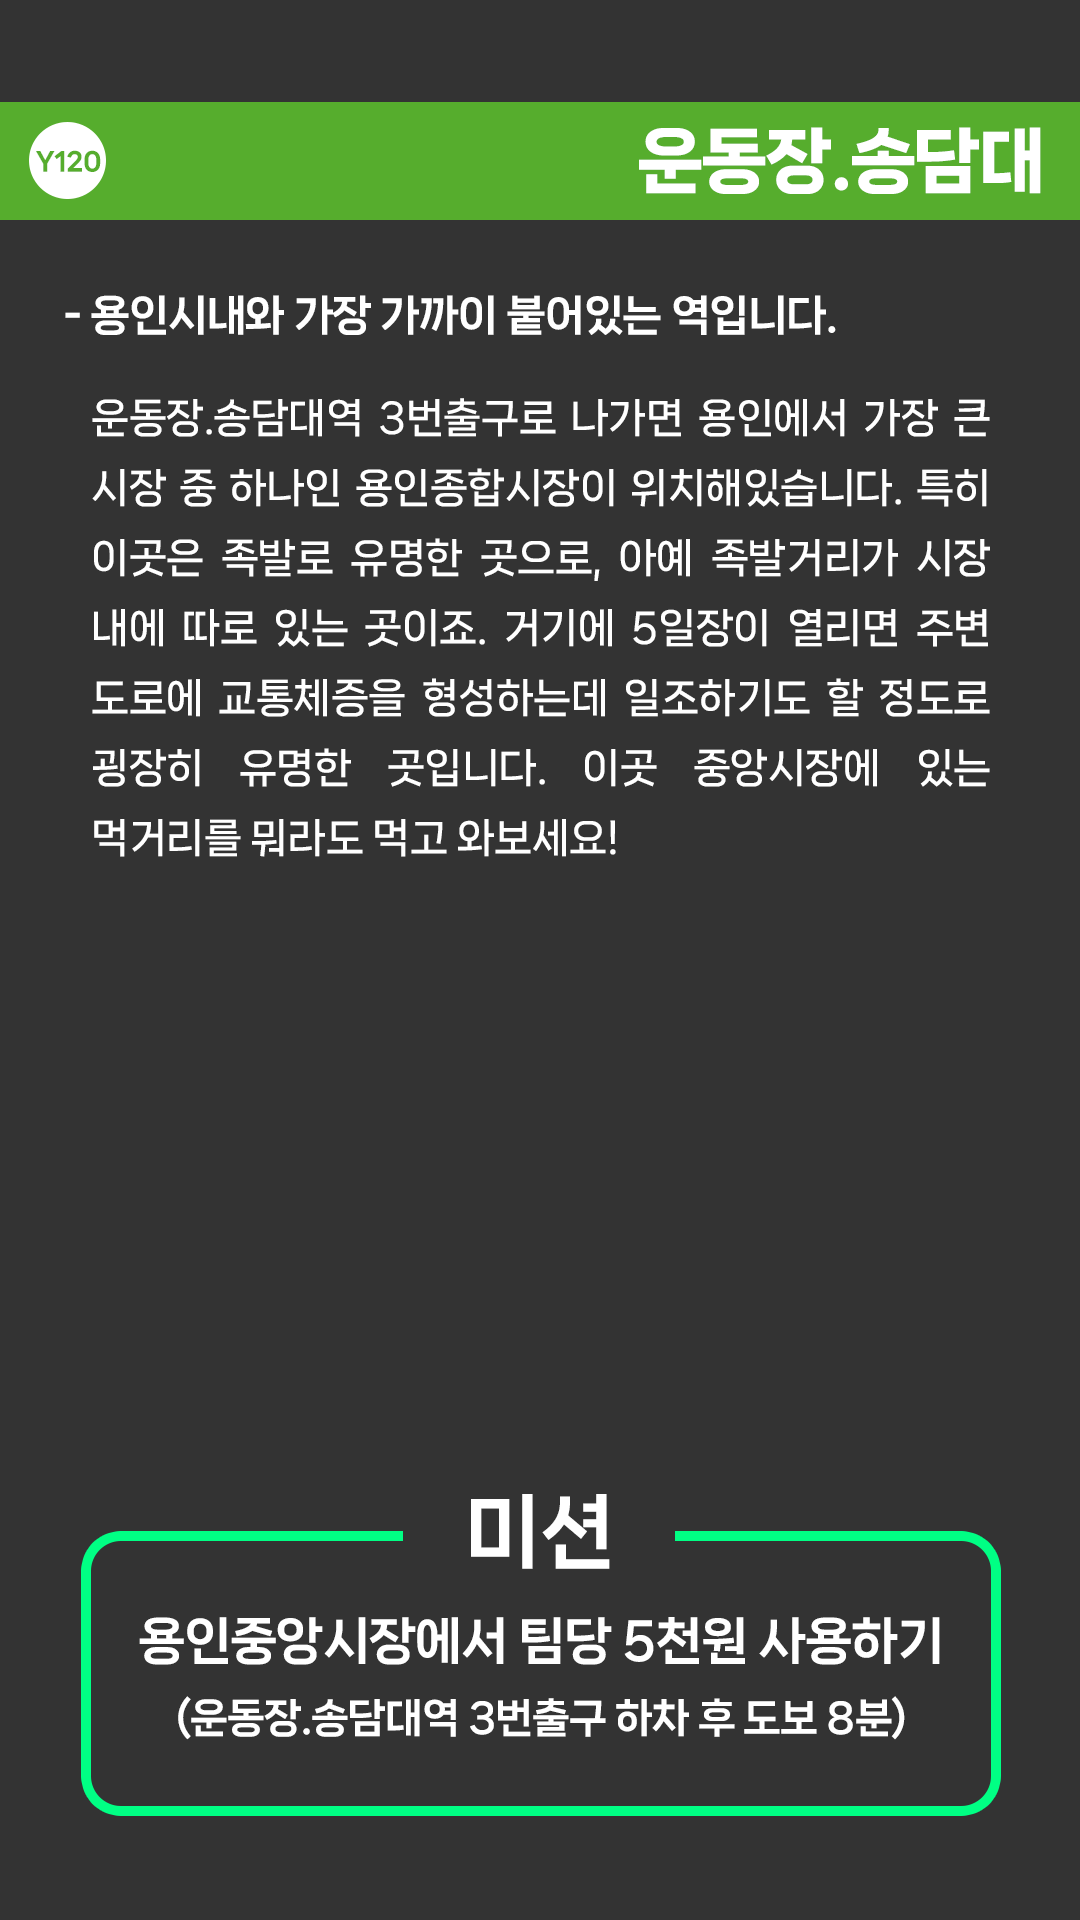 Y120
운동장.송담대
- 용인시내와 가장 가까이 붙어있는 역입니다.
운동장.송담대역 3번출구로 나가면 용인에서 가장 큰
시장 중 하나인 용인종합시장이 위치해있습니다. 특히
이곳은 족발로 유명한 곳으로, 아예 족발거리가 시장
내에 따로 있는 곳이죠. 거기에 5일장이 열리면 주변
도로에 교통체증을 형성하는데 일조하기도 할 정도로
굉장히 유명한 곳입니다. 이곳 중앙시장에 있는
먹거리를 뭐라도 먹고 와보세요!
미션
용인중앙시장에서 팀당 5천원 사용하기
(운동장.송담대역 3번출구 하차 후 도보 8분)